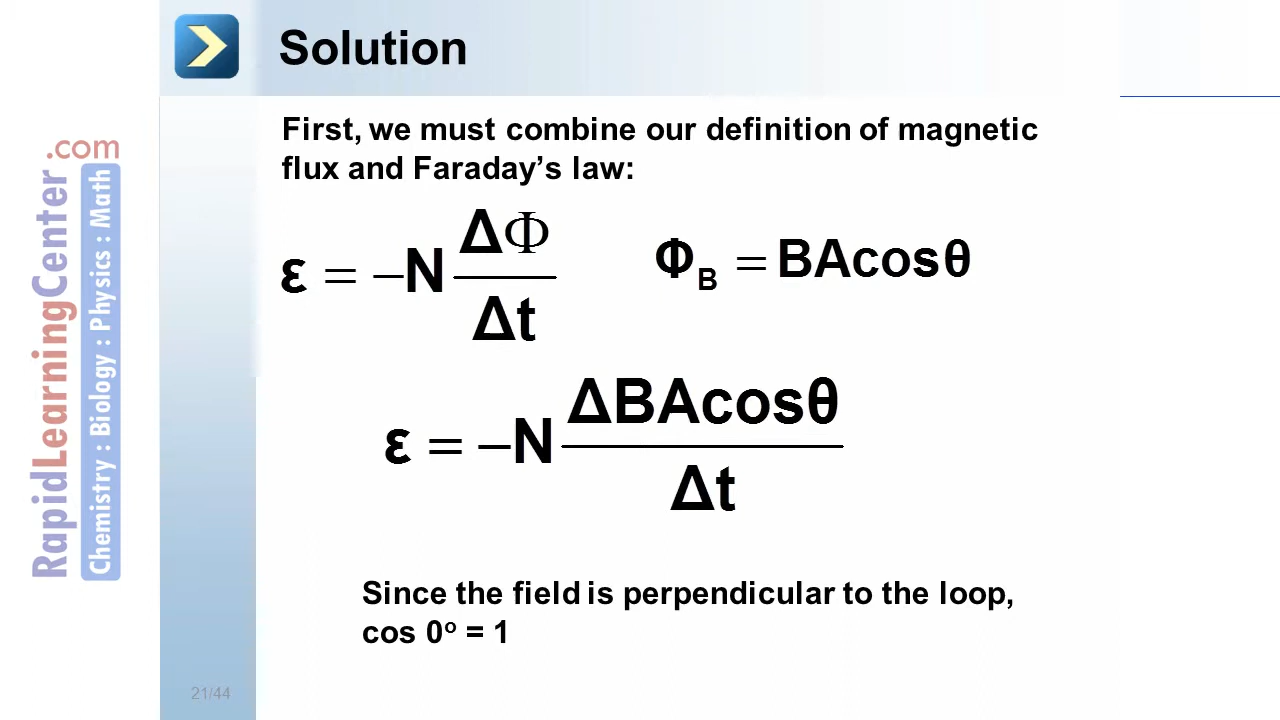 Solution
First, we must combine our definition of magnetic
flux and Faraday’s law:
ε = −N ΔΦ / Δt
Φ_B = BAcosθ
ε = −N ΔBAcosθ / Δt
Since the field is perpendicular to the loop,
cos 0º = 1
21/44
RapidLearningCenter.com
Chemistry : Biology : Physics : Math